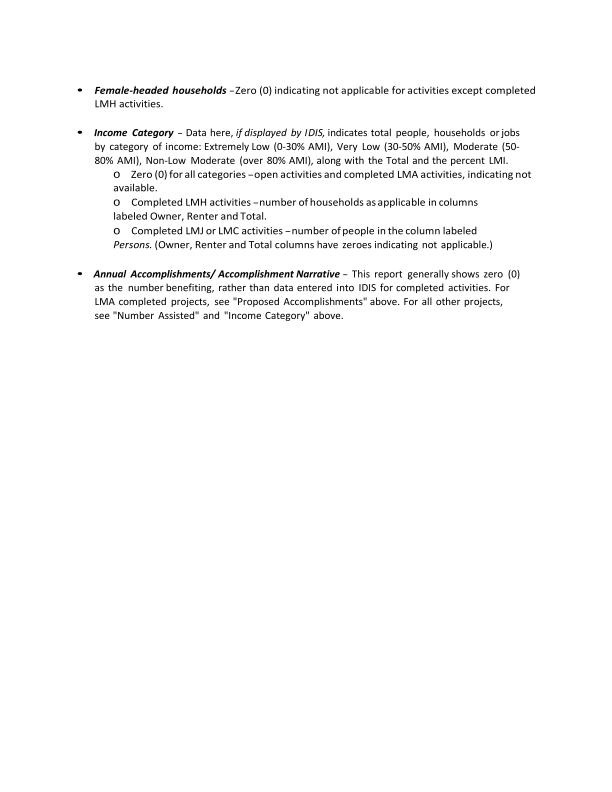 • Female-headed households – Zero (0) indicating not applicable for activities except completed
LMH activities.
• Income Category – Data here, if displayed by IDIS, indicates total people, households or jobs
by category of income: Extremely Low (0-30% AMI), Very Low (30-50% AMI), Moderate (50-
80% AMI), Non-Low Moderate (over 80% AMI), along with the Total and the percent LMI.
o Zero (0) for all categories – open activities and completed LMA activities, indicating not
available.
o Completed LMH activities – number of households as applicable in columns
labeled Owner, Renter and Total.
o Completed LMJ or LMC activities – number of people in the column labeled
Persons. (Owner, Renter and Total columns have zeroes indicating not applicable.)
• Annual Accomplishments/ Accomplishment Narrative – This report generally shows zero (0)
as the number benefiting, rather than data entered into IDIS for completed activities. For
LMA completed projects, see "Proposed Accomplishments" above. For all other projects,
see "Number Assisted" and "Income Category" above.